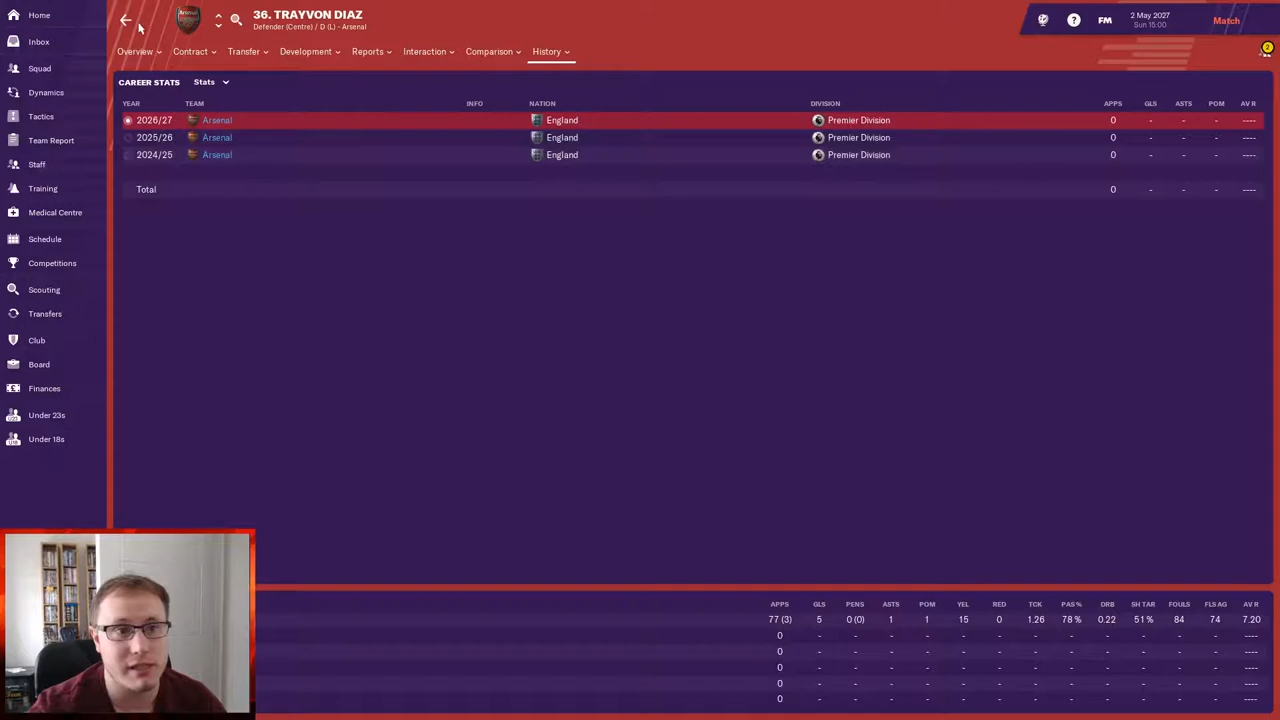 Home
Inbox
Squad
Dynamics
Tactics
Team Report
Staff
Training
Medical Centre
Schedule
Competitions
Scouting
Transfers
Club
Board
Finances
Under 23s
Under 18s
36. TRAYVON DIAZ
Defender (Centre) / D (L) - Arsenal
FM 2 May 2027 Sun 15:00 Match
2
Overview Contract Transfer Development Reports Interaction Comparison History
CAREER STATS Stats
YEAR TEAM INFO NATION DIVISION APPS GLS ASTS POM AV R
2026/27 Arsenal England Premier Division 0 - - - ----
2025/26 Arsenal England Premier Division 0 - - - ----
2024/25 Arsenal England Premier Division 0 - - - ----
Total 0 - - - ----
APPS GLS PENS ASTS POM YEL RED TCK PAS % DRB SH TAR FOULS FLS AG AV R
77 (3) 5 0 (0) 1 1 15 0 1.26 78 % 0.22 51 % 84 74 7.20
0 - - - - - - - - - - - - ----
0 - - - - - - - - - - - - ----
0 - - - - - - - - - - - - ----
0 - - - - - - - - - - - - ----
0 - - - - - - - - - - - - ----